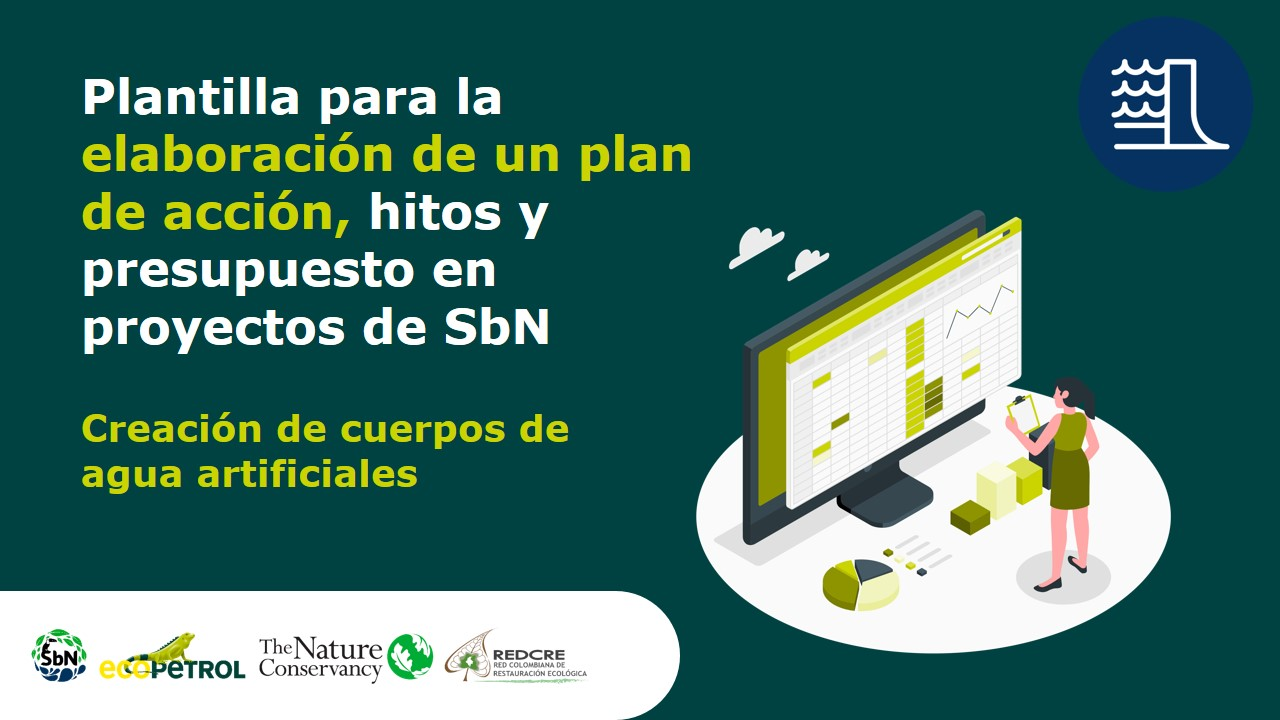 Plantilla para la
elaboración de un plan
de acción, hitos y
presupuesto en
proyectos de SbN
Creación de cuerpos de
agua artificiales
SbN
ecopetrol
The Nature
Conservancy
REDCRE
RED COLOMBIANA DE
RESTAURACIÓN ECOLÓGICA